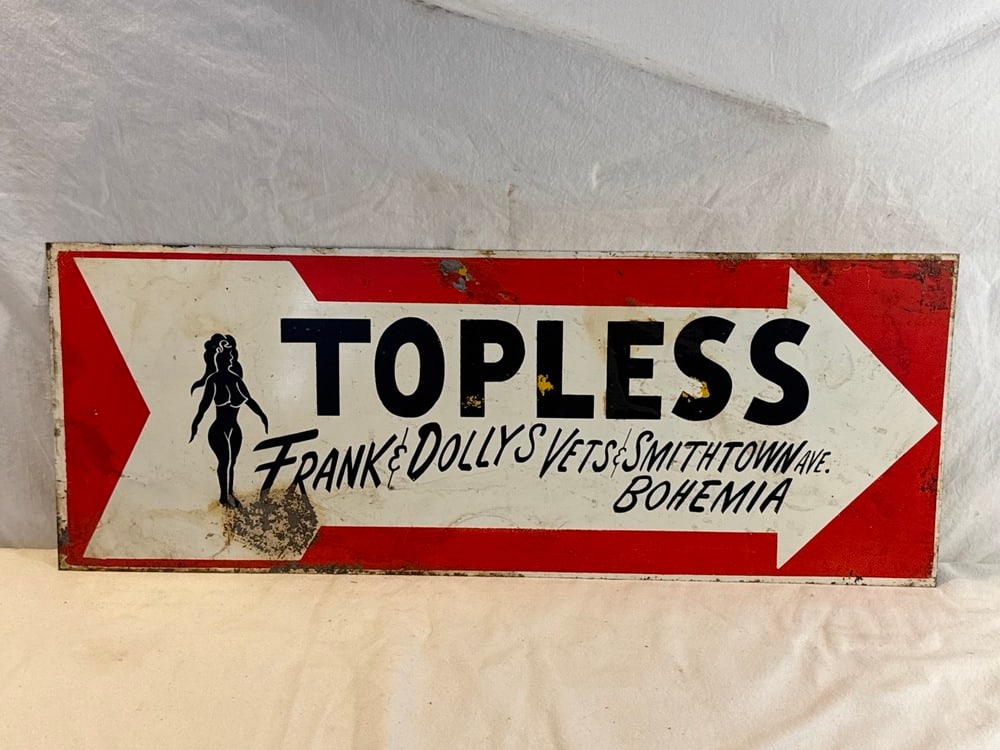 TOPLESS
FRANK & DOLLYS VETS & SMITHTOWN AVE.
BOHEMIA